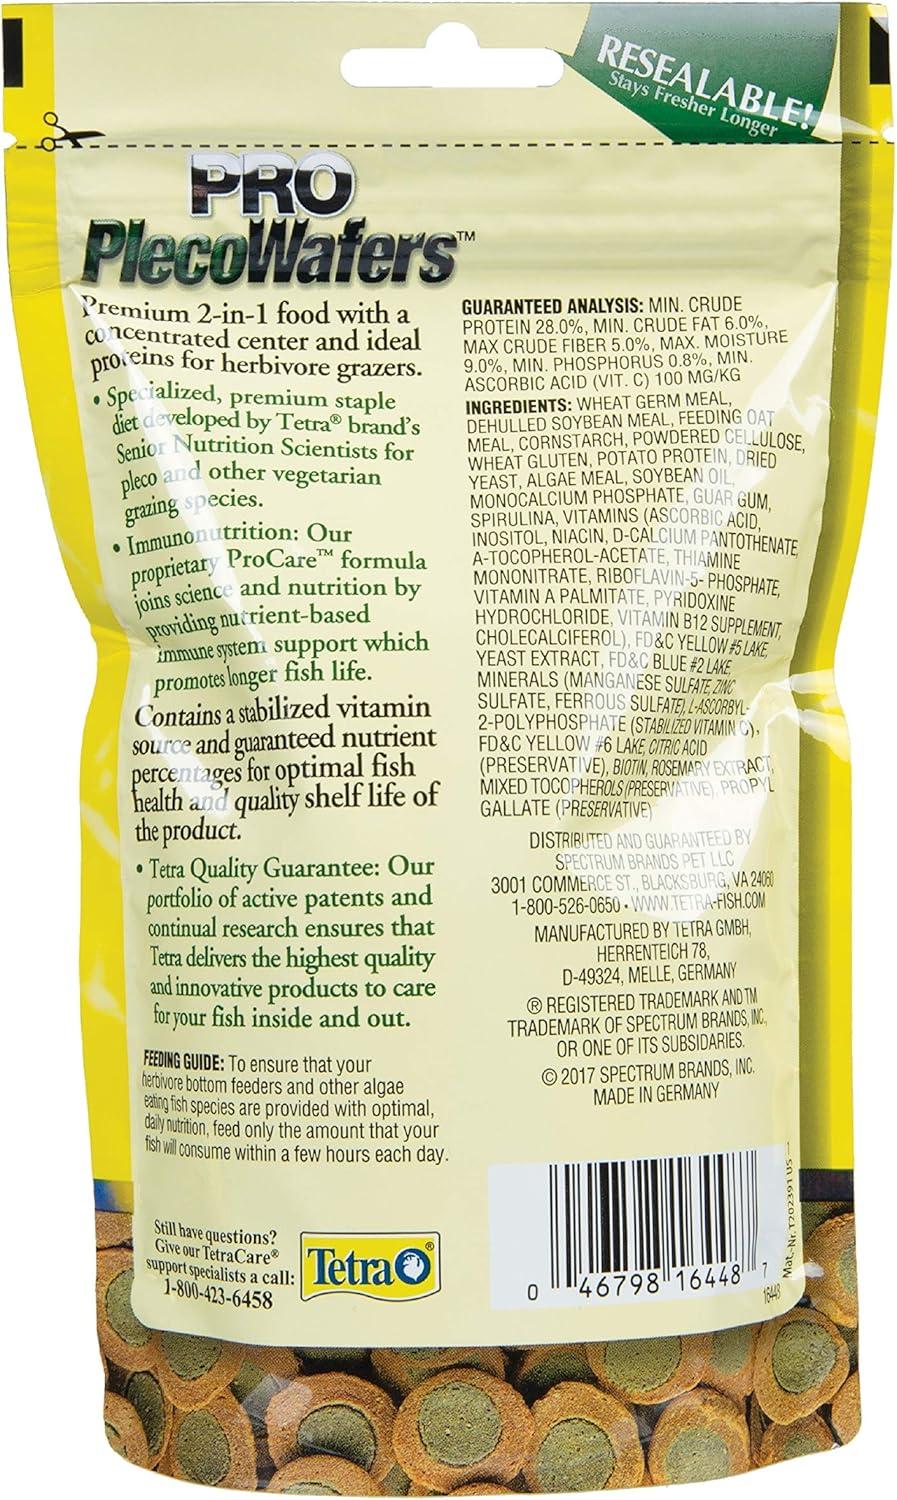 RESEALABLE!
Stays Fresher Longer
PRO
PlecoWafers™
Premium 2-in-1 food with a
concentrated center and ideal
proteins for herbivore grazers.
• Specialized, premium staple
diet developed by Tetra® brand's
Senior Nutrition Scientists for
pleco and other vegetarian
grazing species.
• Immunonutrition: Our
proprietary ProCare™ formula
joins science and nutrition by
providing nutrient-based
immune system support which
promotes longer fish life.
Contains a stabilized vitamin
source and guaranteed nutrient
percentages for optimal fish
health and quality shelf life of
the product.
• Tetra Quality Guarantee: Our
portfolio of active patents and
continual research ensures that
Tetra delivers the highest quality
and innovative products to care
for your fish inside and out.
FEEDING GUIDE: To ensure that your
herbivore bottom feeders and other algae
eating fish species are provided with optimal,
daily nutrition, feed only the amount that your
fish will consume within a few hours each day.
Still have questions?
Give our TetraCare®
support specialists a call:
1-800-423-6458
Tetra®
GUARANTEED ANALYSIS: MIN. CRUDE
PROTEIN 28.0%, MIN. CRUDE FAT 6.0%,
MAX CRUDE FIBER 5.0%, MAX. MOISTURE
9.0%, MIN. PHOSPHORUS 0.8%, MIN.
ASCORBIC ACID (VIT. C) 100 MG/KG
INGREDIENTS: WHEAT GERM MEAL,
DEHULLED SOYBEAN MEAL, FEEDING OAT
MEAL, CORNSTARCH, POWDERED CELLULOSE,
WHEAT GLUTEN, POTATO PROTEIN, DRIED
YEAST, ALGAE MEAL, SOYBEAN OIL,
MONOCALCIUM PHOSPHATE, GUAR GUM,
SPIRULINA, VITAMINS (ASCORBIC ACID,
INOSITOL, NIACIN, D-CALCIUM PANTOTHENATE,
A-TOCOPHEROL-ACETATE, THIAMINE
MONONITRATE, RIBOFLAVIN-5- PHOSPHATE,
VITAMIN A PALMITATE, PYRIDOXINE
HYDROCHLORIDE, VITAMIN B12 SUPPLEMENT,
CHOLECALCIFEROL), FD&C YELLOW #5 LAKE,
YEAST EXTRACT, FD&C BLUE #2 LAKE,
MINERALS (MANGANESE SULFATE, ZINC
SULFATE, FERROUS SULFATE), L-ASCORBYL-
2-POLYPHOSPHATE (STABILIZED VITAMIN C),
FD&C YELLOW #6 LAKE, CITRIC ACID
(PRESERVATIVE), BIOTIN, ROSEMARY EXTRACT,
MIXED TOCOPHEROLS (PRESERVATIVE), PROPYL
GALLATE (PRESERVATIVE)
DISTRIBUTED AND GUARANTEED BY
SPECTRUM BRANDS PET LLC
3001 COMMERCE ST., BLACKSBURG, VA 24060
1-800-526-0650 • WWW.TETRA-FISH.COM
MANUFACTURED BY TETRA GMBH,
HERRENTEICH 78,
D-49324, MELLE, GERMANY
® REGISTERED TRADEMARK AND TM
TRADEMARK OF SPECTRUM BRANDS, INC.,
OR ONE OF ITS SUBSIDARIES.
© 2017 SPECTRUM BRANDS, INC.
MADE IN GERMANY
0 46798 16448 7
16448
Mat.-Nr. T202391 US